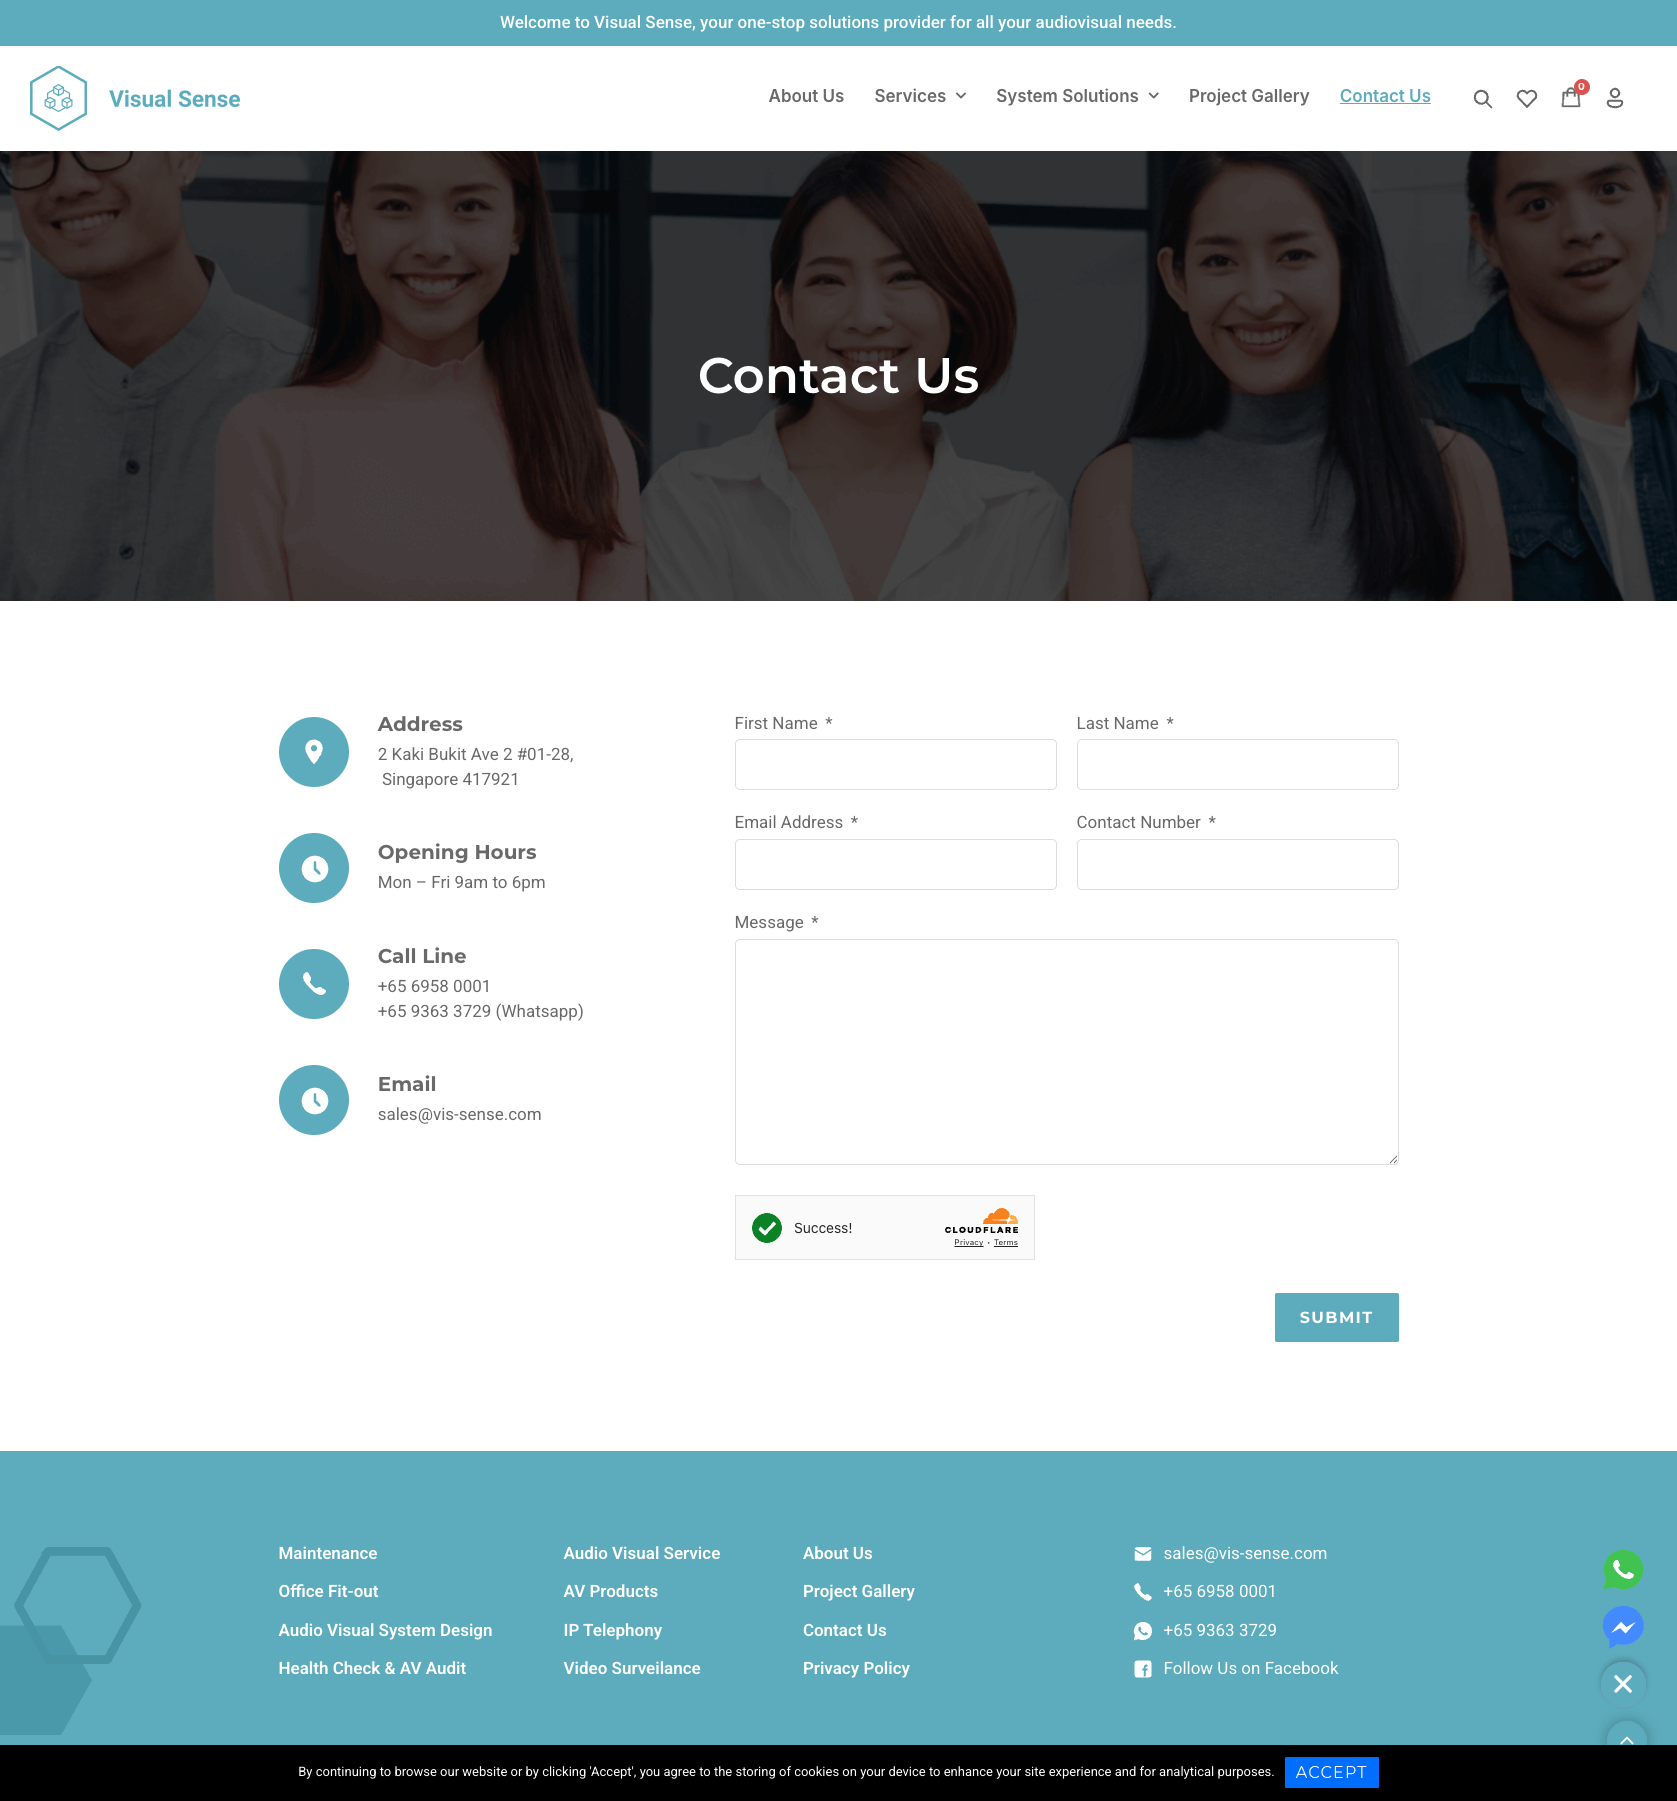 Welcome to Visual Sense, your one-stop solutions provider for all your audiovisual needs.
Visual Sense
About Us
Services
System Solutions
Project Gallery
Contact Us
0
Contact Us
Address
2 Kaki Bukit Ave 2 #01-28,
Singapore 417921
Opening Hours
Mon – Fri 9am to 6pm
Call Line
+65 6958 0001
+65 9363 3729 (Whatsapp)
Email
sales@vis-sense.com
First Name *
Last Name *
Email Address *
Contact Number *
Message *
Success!
CLOUDFLARE
Privacy • Terms
SUBMIT
Maintenance
Office Fit-out
Audio Visual System Design
Health Check & AV Audit
Audio Visual Service
AV Products
IP Telephony
Video Surveilance
About Us
Project Gallery
Contact Us
Privacy Policy
sales@vis-sense.com
+65 6958 0001
+65 9363 3729
Follow Us on Facebook
By continuing to browse our website or by clicking 'Accept', you agree to the storing of cookies on your device to enhance your site experience and for analytical purposes.
ACCEPT